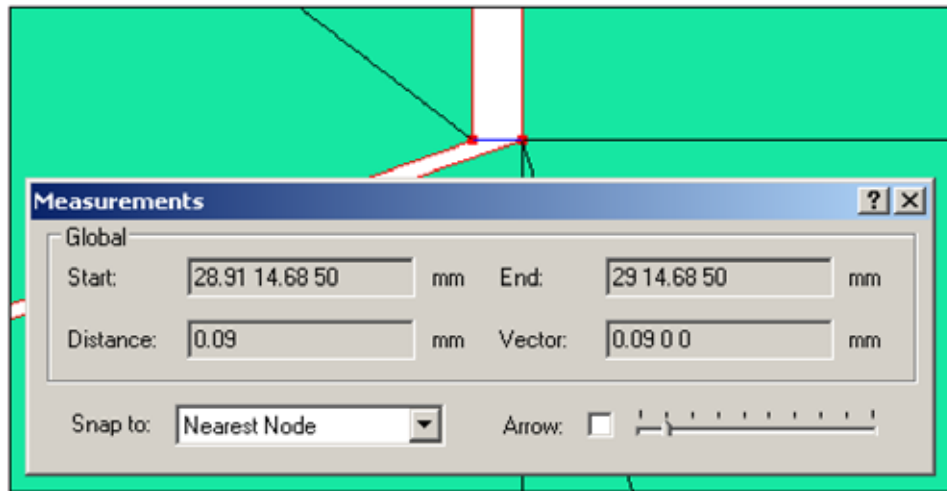 Measurements
Global
Start: 28.91 14.68 50 mm End: 29 14.68 50 mm
Distance: 0.09 mm Vector: 0.09 0 0 mm
Snap to: Nearest Node Arrow: